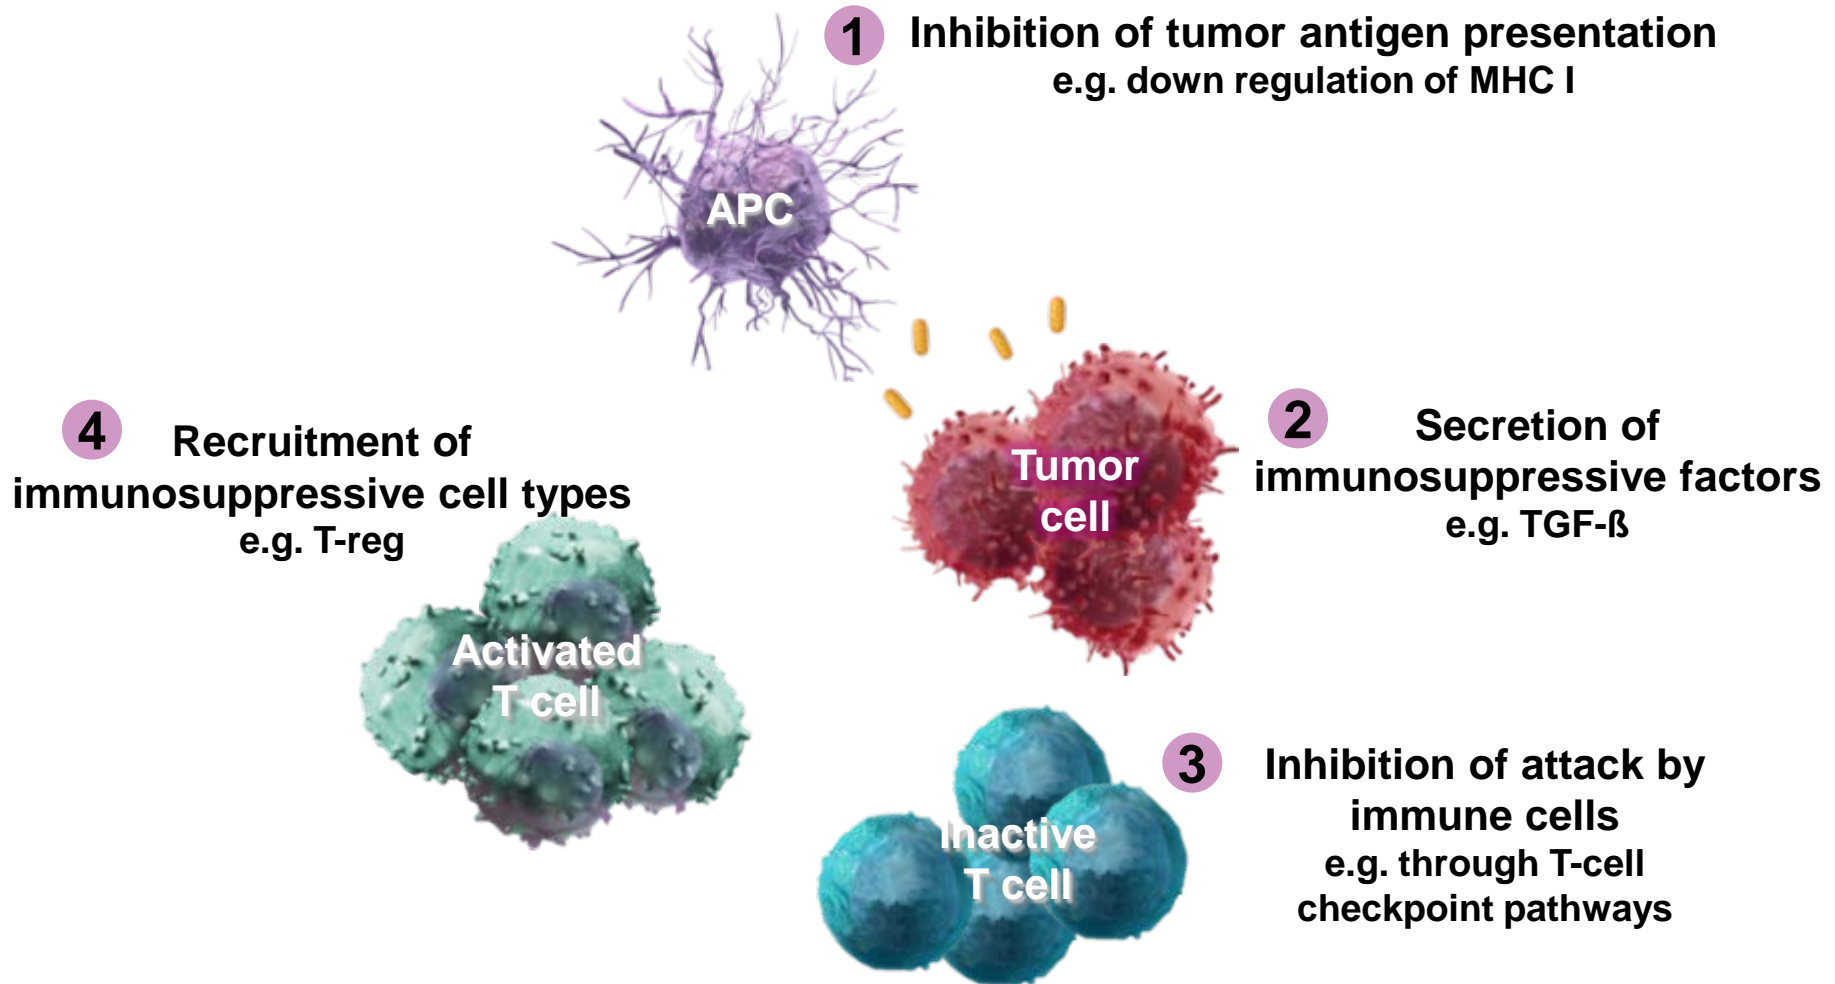 1 Inhibition of tumor antigen presentation
e.g. down regulation of MHC I
APC
2 Secretion of
immunosuppressive factors
e.g. TGF-ß
Tumor
cell
3 Inhibition of attack by
immune cells
e.g. through T-cell
checkpoint pathways
Inactive
T cell
4 Recruitment of
immunosuppressive cell types
e.g. T-reg
Activated
T cell